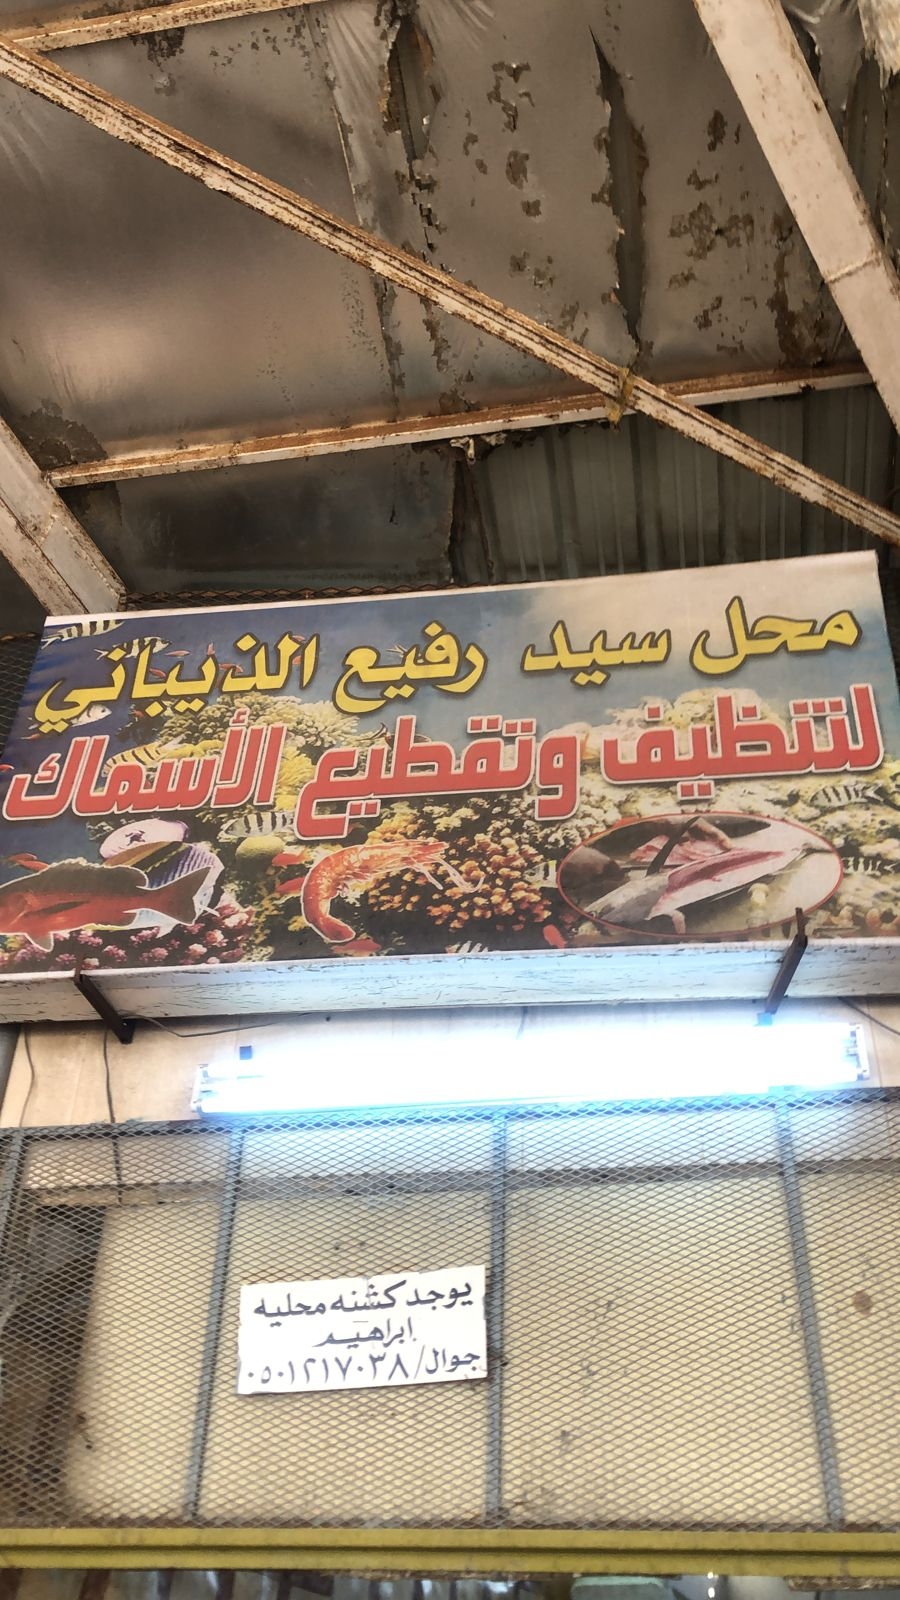 محل سيد رفيع الذيباني
لتنظيف وتقطيع الأسماك
يوجد كشنه محليه
ابراهيم
جوال/٠٥٠١٢١٧٠٣٨